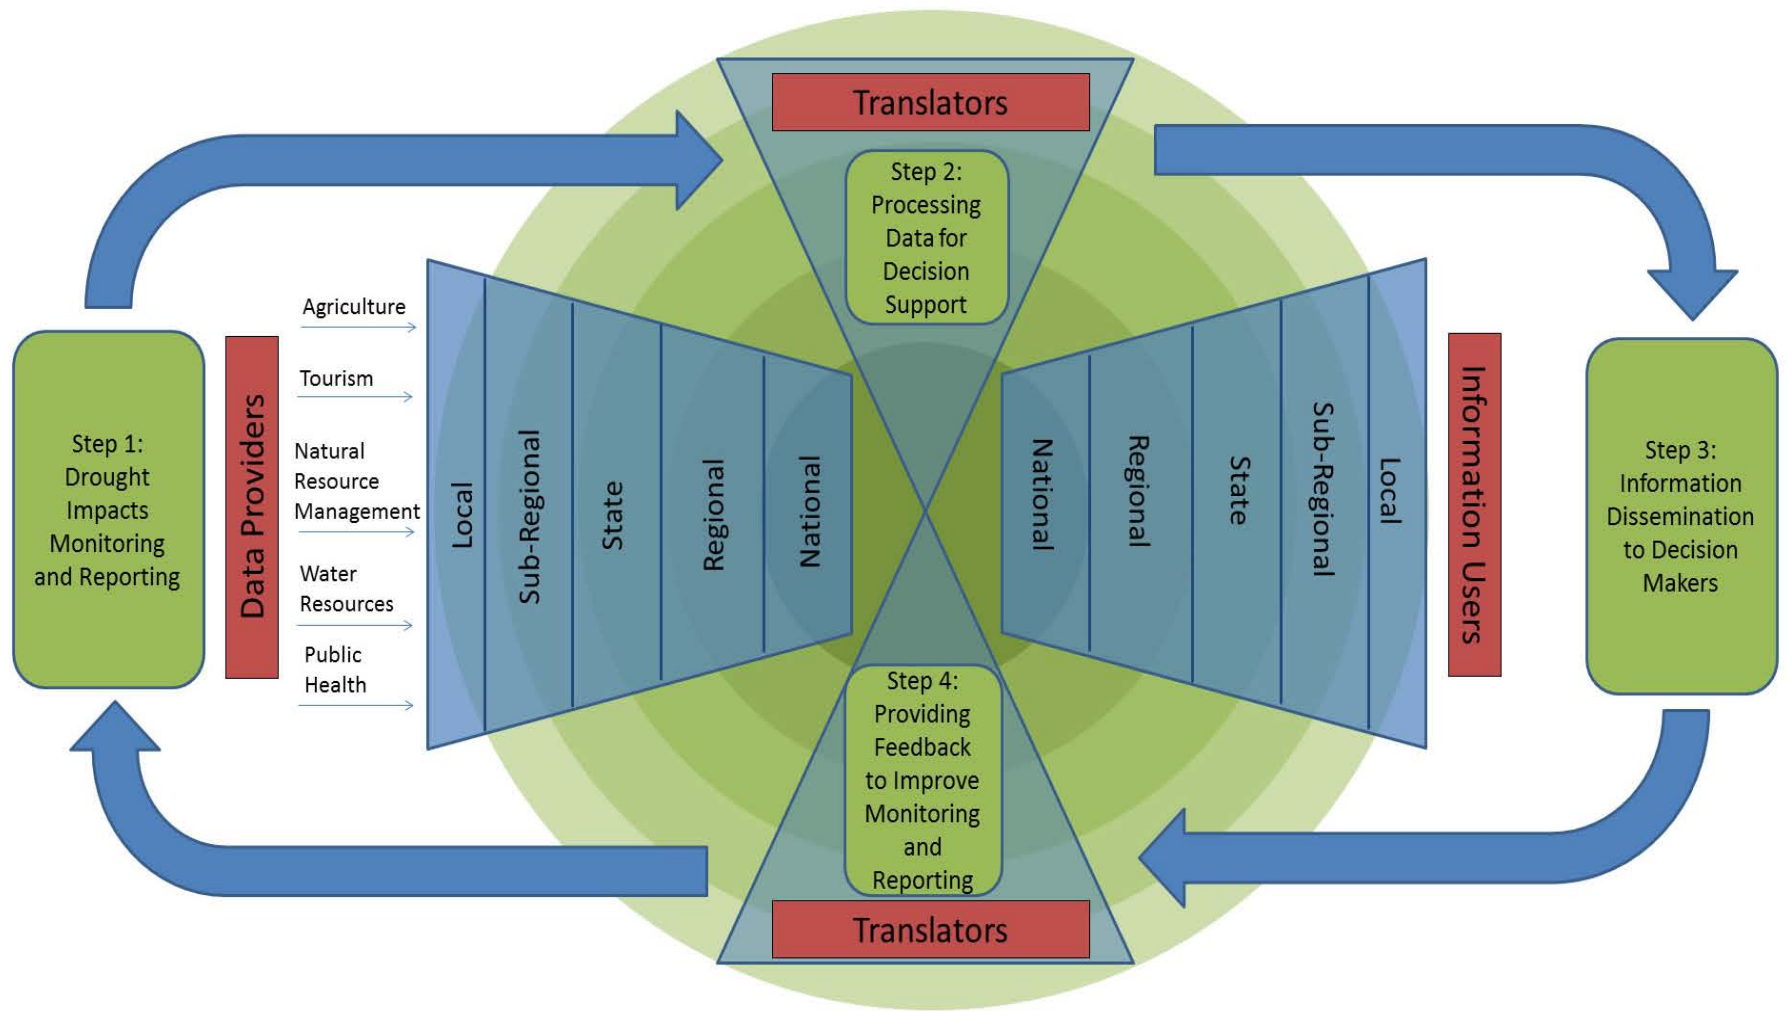 Translators
Step 2:
Processing
Data for
Decision
Support
Step 1:
Drought
Impacts
Monitoring
and Reporting
Data Providers
Agriculture
Tourism
Natural
Resource
Management
Water
Resources
Public
Health
Local
Sub-Regional
State
Regional
National
National
Regional
State
Sub-Regional
Local
Information Users
Step 3:
Information
Dissemination
to Decision
Makers
Step 4:
Providing
Feedback
to Improve
Monitoring
and
Reporting
Translators